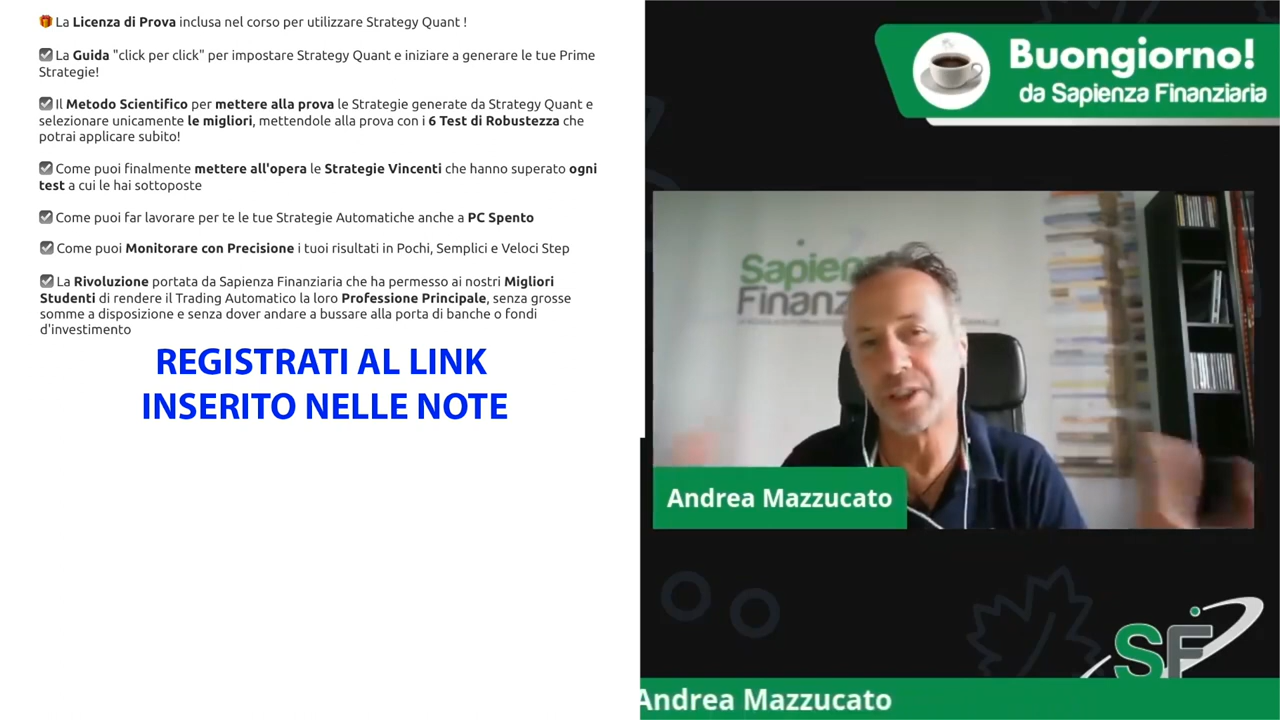 🎁 La Licenza di Prova inclusa nel corso per utilizzare Strategy Quant !
☑ La Guida "click per click" per impostare Strategy Quant e iniziare a generare le tue Prime
Strategie!
☑ Il Metodo Scientifico per mettere alla prova le Strategie generate da Strategy Quant e
selezionare unicamente le migliori, mettendole alla prova con i 6 Test di Robustezza che
potrai applicare subito!
☑ Come puoi finalmente mettere all'opera le Strategie Vincenti che hanno superato ogni
test a cui le hai sottoposte
☑ Come puoi far lavorare per te le tue Strategie Automatiche anche a PC Spento
☑ Come puoi Monitorare con Precisione i tuoi risultati in Pochi, Semplici e Veloci Step
☑ La Rivoluzione portata da Sapienza Finanziaria che ha permesso ai nostri Migliori
Studenti di rendere il Trading Automatico la loro Professione Principale, senza grosse
somme a disposizione e senza dover andare a bussare alla porta di banche o fondi
d'investimento
REGISTRATI AL LINK
INSERITO NELLE NOTE
Buongiorno!
da Sapienza Finanziaria
Sapienz
Finanz
Andrea Mazzucato
SF
Andrea Mazzucato